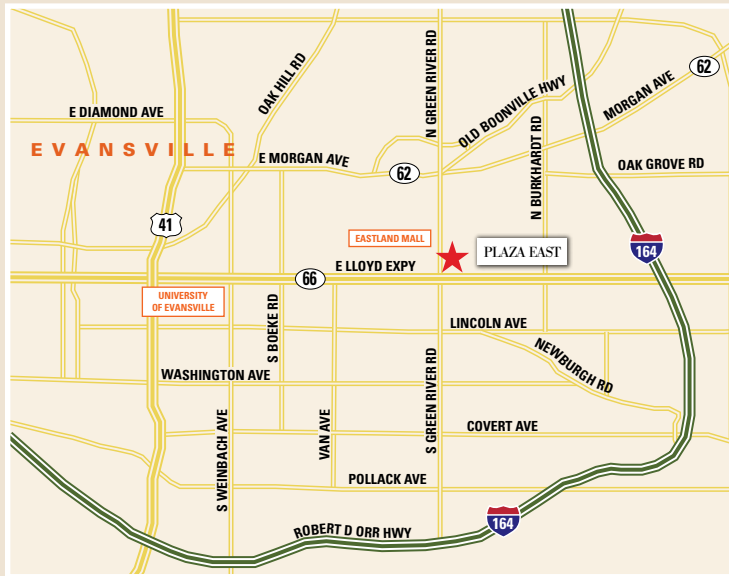 N GREEN RIVER RD
OAK HILL RD
OLD BOONVILLE HWY
62
MORGAN AVE
E DIAMOND AVE
N BURKHARDT RD
EVANSVILLE
E MORGAN AVE
62
OAK GROVE RD
41
EASTLAND MALL
PLAZA EAST
164
E LLOYD EXPY
66
UNIVERSITY
OF EVANSVILLE
S BOEKE RD
LINCOLN AVE
NEWBURGH RD
WASHINGTON AVE
S GREEN RIVER RD
S WEINBACH AVE
VAN AVE
COVERT AVE
POLLACK AVE
164
ROBERT D ORR HWY